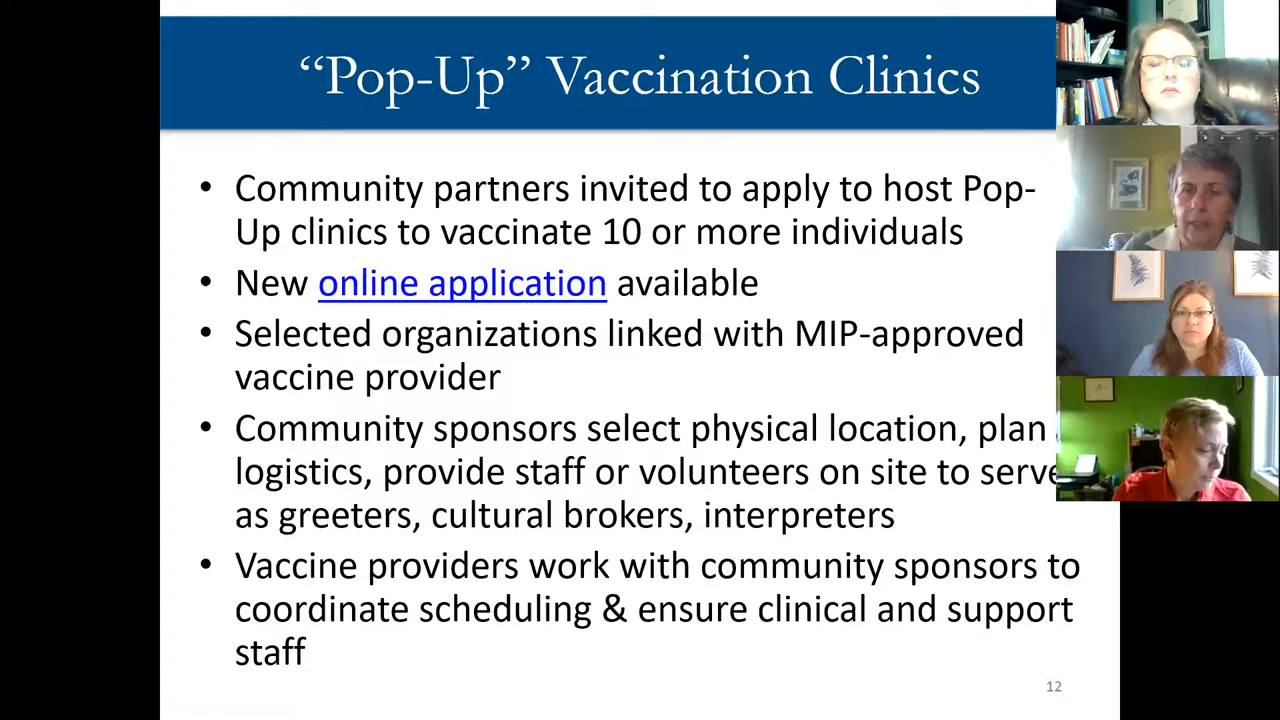 “Pop-Up” Vaccination Clinics
• Community partners invited to apply to host Pop-
Up clinics to vaccinate 10 or more individuals
• New online application available
• Selected organizations linked with MIP-approved
vaccine provider
• Community sponsors select physical location, plan
logistics, provide staff or volunteers on site to serve
as greeters, cultural brokers, interpreters
• Vaccine providers work with community sponsors to
coordinate scheduling & ensure clinical and support
staff
12